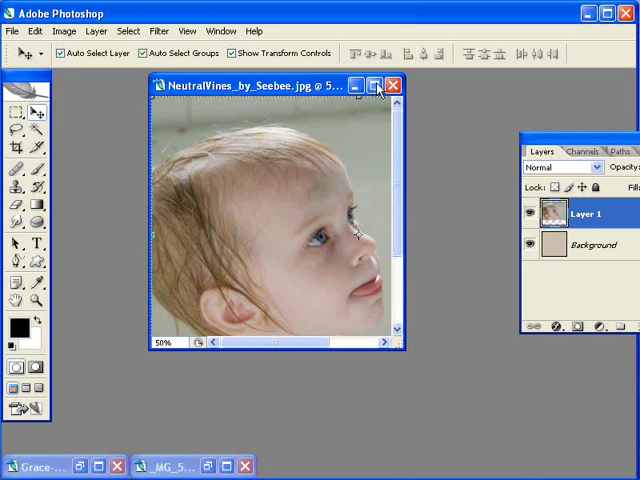 Adobe Photoshop
File Edit Image Layer Select Filter View Window Help
Auto Select Layer Auto Select Groups Show Transform Controls
NeutralVines_by_Seebee.jpg @ 5...
Layers Channels Paths
Normal Opacity:
Lock: Fill:
Layer 1
Background
T
50%
Grace-... _MG_5...